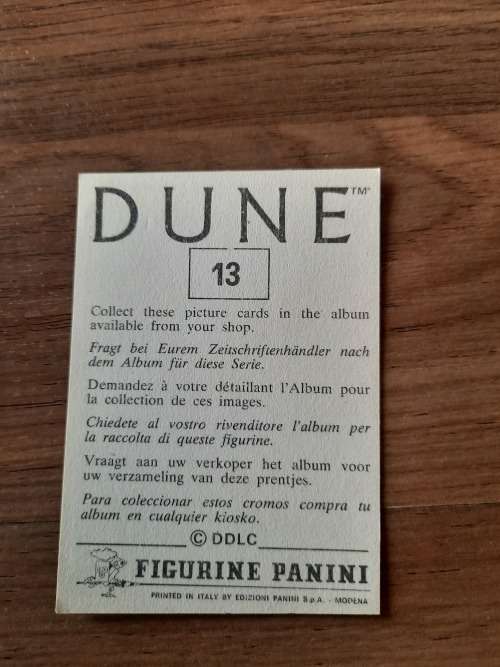 DUNE™
13
Collect these picture cards in the album
available from your shop.
Fragt bei Eurem Zeitschriftenhändler nach
dem Album für diese Serie.
Demandez à votre détaillant l'Album pour
la collection de ces images.
Chiedete al vostro rivenditore l'album per
la raccolta di queste figurine.
Vraagt aan uw verkoper het album voor
uw verzameling van deze prentjes.
Para coleccionar estos cromos compra tu
album en cualquier kiosko.
© DDLC
FIGURINE PANINI
PRINTED IN ITALY BY EDIZIONI PANINI S.p.A. - MODENA